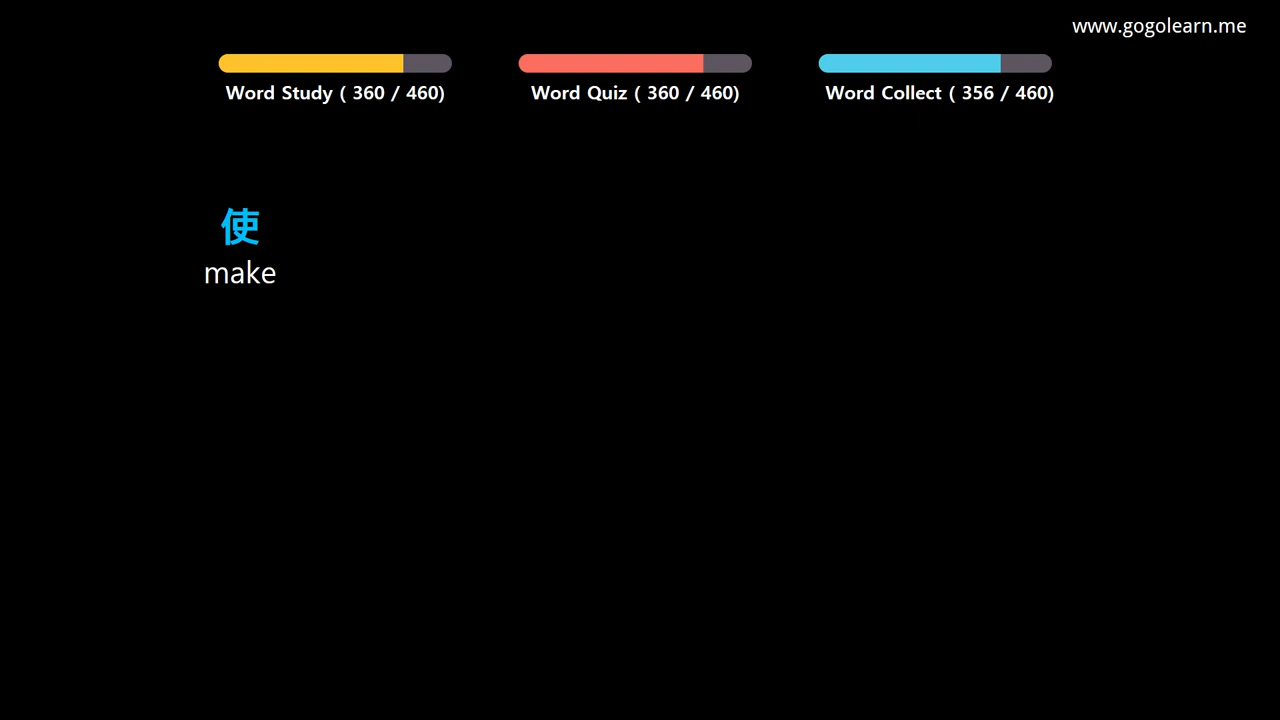 www.gogolearn.me
Word Study ( 360 / 460)
Word Quiz ( 360 / 460)
Word Collect ( 356 / 460)
使
make